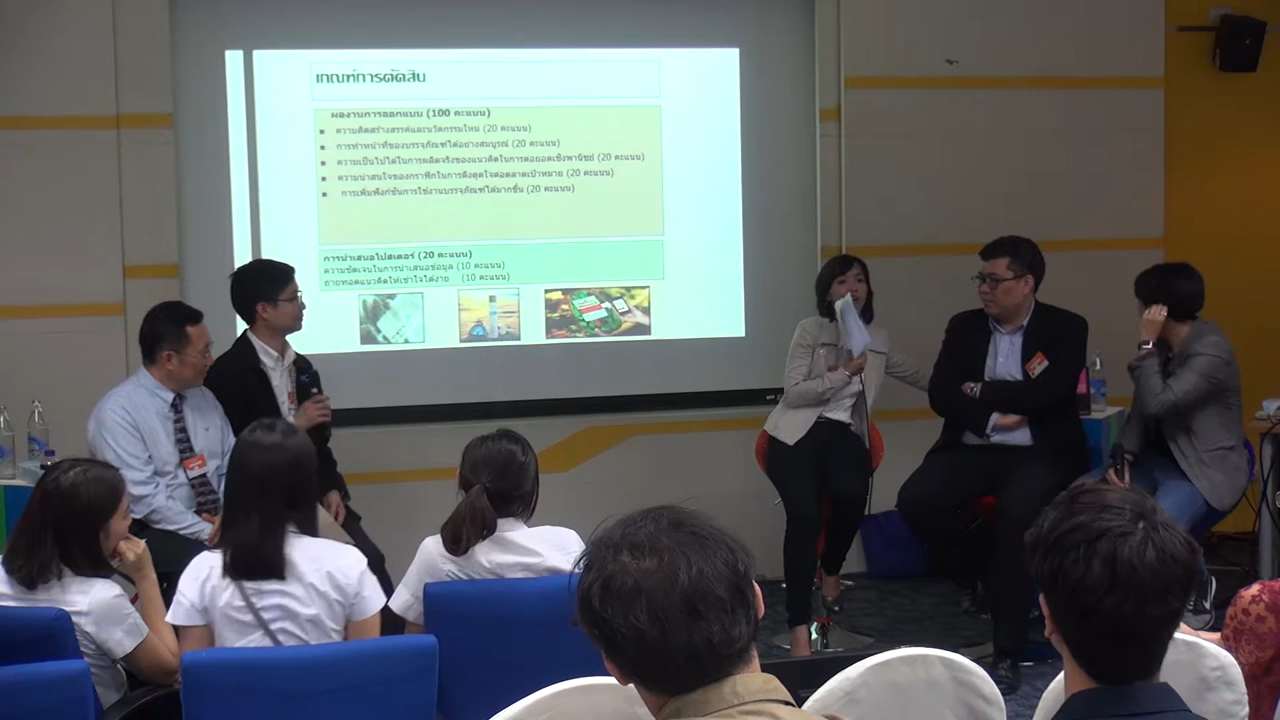 เกณฑ์การตัดสิน
ผลงานการออกแบบ (100 คะแนน)
ความคิดสร้างสรรค์และนวัตกรรมใหม่ (20 คะแนน)
การทำหน้าที่ของบรรจุภัณฑ์ได้อย่างสมบูรณ์ (20 คะแนน)
ความเป็นไปได้ในการผลิตจริงของแนวคิดในการต่อยอดเชิงพานิชย์ (20 คะแนน)
ความน่าสนใจของกราฟิกในการดึงดูดใจต่อตลาดเป้าหมาย (20 คะแนน)
การเพิ่มฟังก์ชันการใช้งานบรรจุภัณฑ์ได้มากขึ้น (20 คะแนน)
การนำเสนอโปสเตอร์ (20 คะแนน)
ความชัดเจนในการนำเสนอข้อมูล (10 คะแนน)
ถ่ายทอดแนวคิดให้เข้าใจได้ง่าย (10 คะแนน)